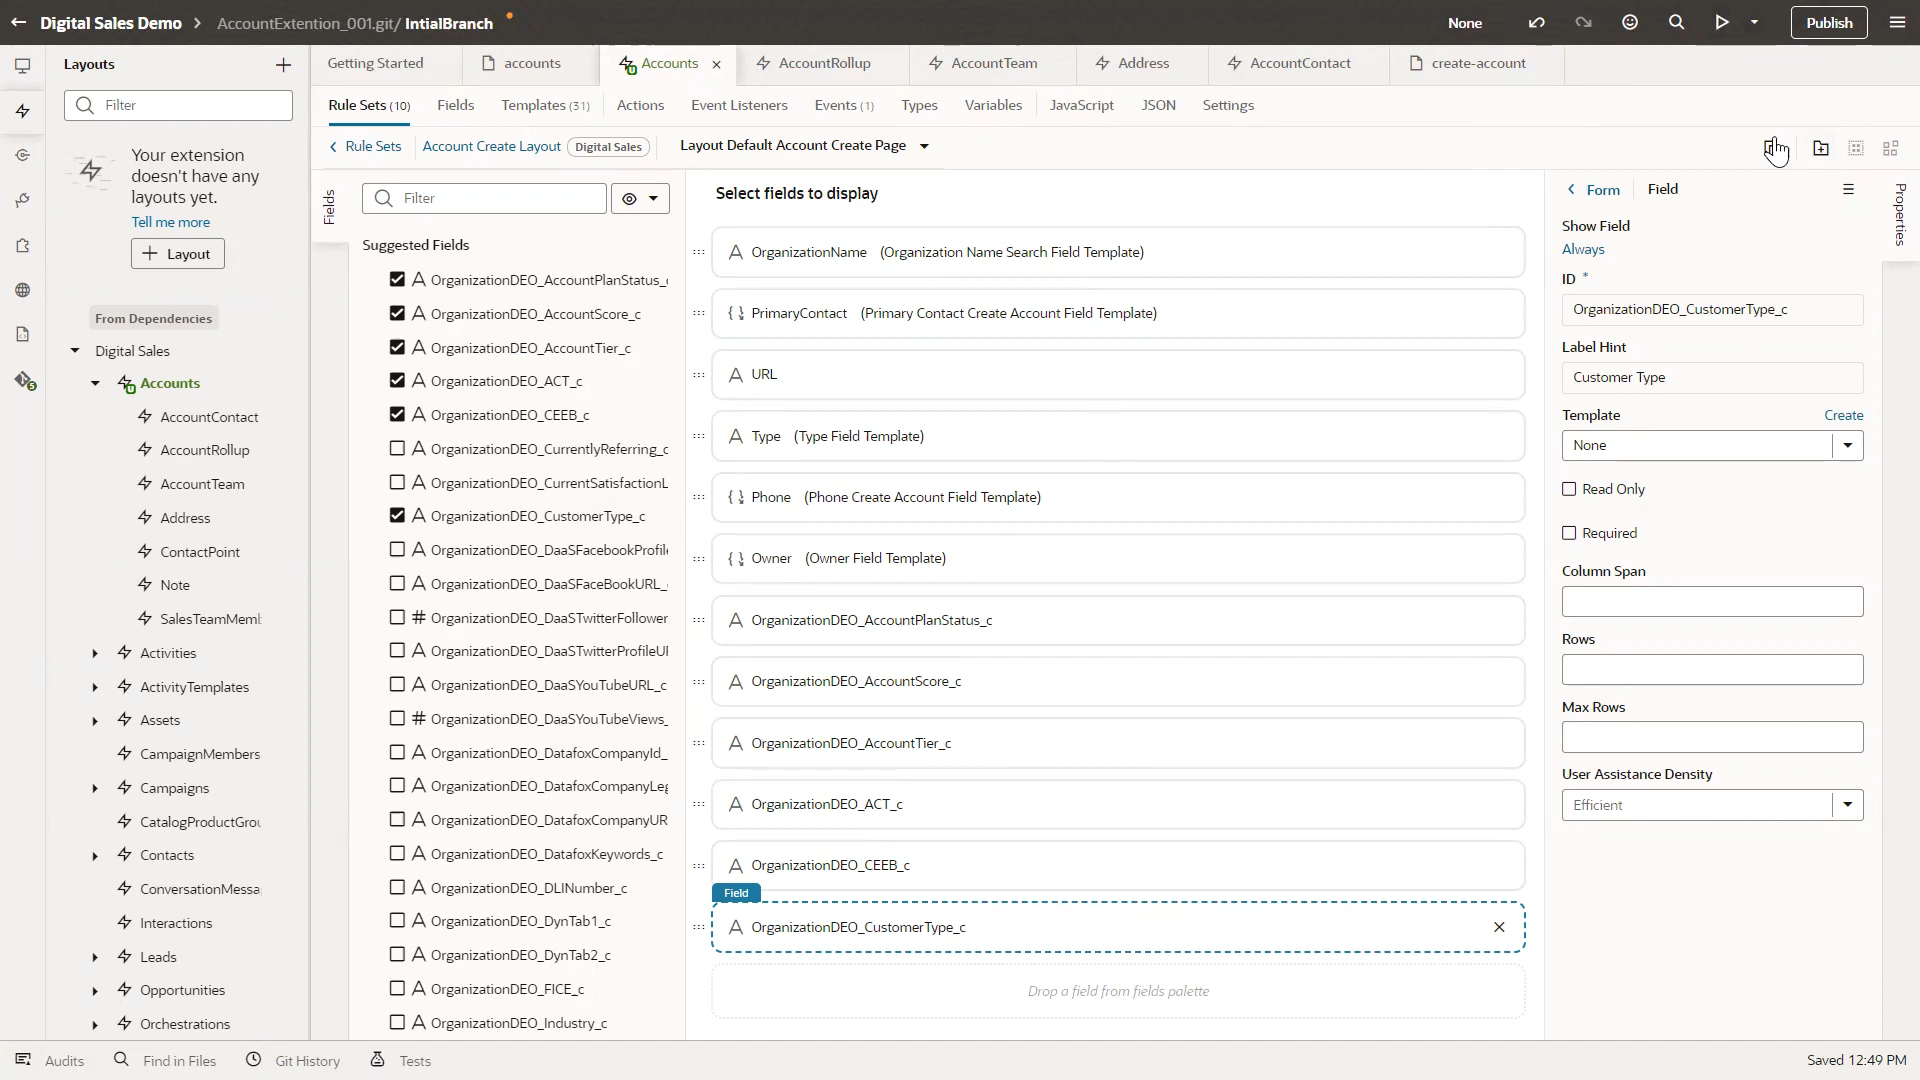 Digital Sales Demo
AccountExtention_001.git/ IntialBranch
None
Publish
Layouts
Filter
Your extension
doesn't have any
layouts yet.
Tell me more
Layout
From Dependencies
Digital Sales
Accounts
AccountContact
AccountRollup
AccountTeam
Address
ContactPoint
Note
SalesTeamMemb
Activities
ActivityTemplates
Assets
CampaignMembers
Campaigns
CatalogProductGrou
Contacts
ConversationMessa
Interactions
Leads
Opportunities
Orchestrations
Getting Started
accounts
Accounts
AccountRollup
AccountTeam
Address
AccountContact
create-account
Rule Sets (10)
Fields
Templates (31)
Actions
Event Listeners
Events (1)
Types
Variables
JavaScript
JSON
Settings
Rule Sets
Account Create Layout
Digital Sales
Layout Default Account Create Page
Fields
Filter
Suggested Fields
OrganizationDEO_AccountPlanStatus_
OrganizationDEO_AccountScore_c
OrganizationDEO_AccountTier_c
OrganizationDEO_ACT_c
OrganizationDEO_CEEB_c
OrganizationDEO_CurrentlyReferring_c
OrganizationDEO_CurrentSatisfactionL
OrganizationDEO_CustomerType_c
OrganizationDEO_DaaSFacebookProfil
OrganizationDEO_DaaSFaceBookURL_
OrganizationDEO_DaaSTwitterFollower
OrganizationDEO_DaaSTwitterProfileU
OrganizationDEO_DaaSYouTubeURL_c
OrganizationDEO_DaaSYouTubeViews_
OrganizationDEO_DatafoxCompanyId_
OrganizationDEO_DatafoxCompanyLeg
OrganizationDEO_DatafoxCompanyUR
OrganizationDEO_DatafoxKeywords_c
OrganizationDEO_DLINumber_c
OrganizationDEO_DynTab1_c
OrganizationDEO_DynTab2_c
OrganizationDEO_FICE_c
OrganizationDEO_Industry_c
Select fields to display
OrganizationName (Organization Name Search Field Template)
PrimaryContact (Primary Contact Create Account Field Template)
URL
Type (Type Field Template)
Phone (Phone Create Account Field Template)
Owner (Owner Field Template)
OrganizationDEO_AccountPlanStatus_c
OrganizationDEO_AccountScore_c
OrganizationDEO_AccountTier_c
OrganizationDEO_ACT_c
OrganizationDEO_CEEB_c
Field
OrganizationDEO_CustomerType_c
Drop a field from fields palette
Form
Field
Properties
Show Field
Always
ID *
OrganizationDEO_CustomerType_c
Label Hint
Customer Type
Template
Create
None
Read Only
Required
Column Span
Rows
Max Rows
User Assistance Density
Efficient
Audits
Find in Files
Git History
Tests
Saved 12:49 PM